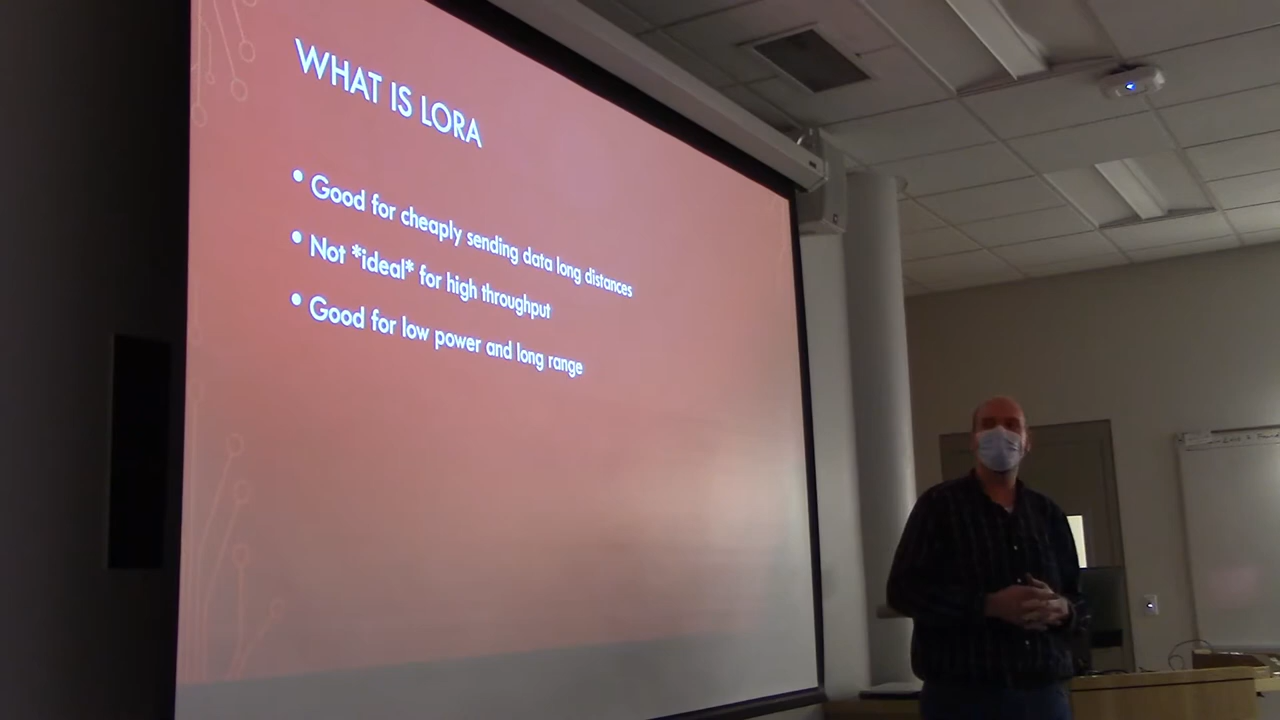 WHAT IS LORA
• Good for cheaply sending data long distances
• Not *ideal* for high throughput
• Good for low power and long range